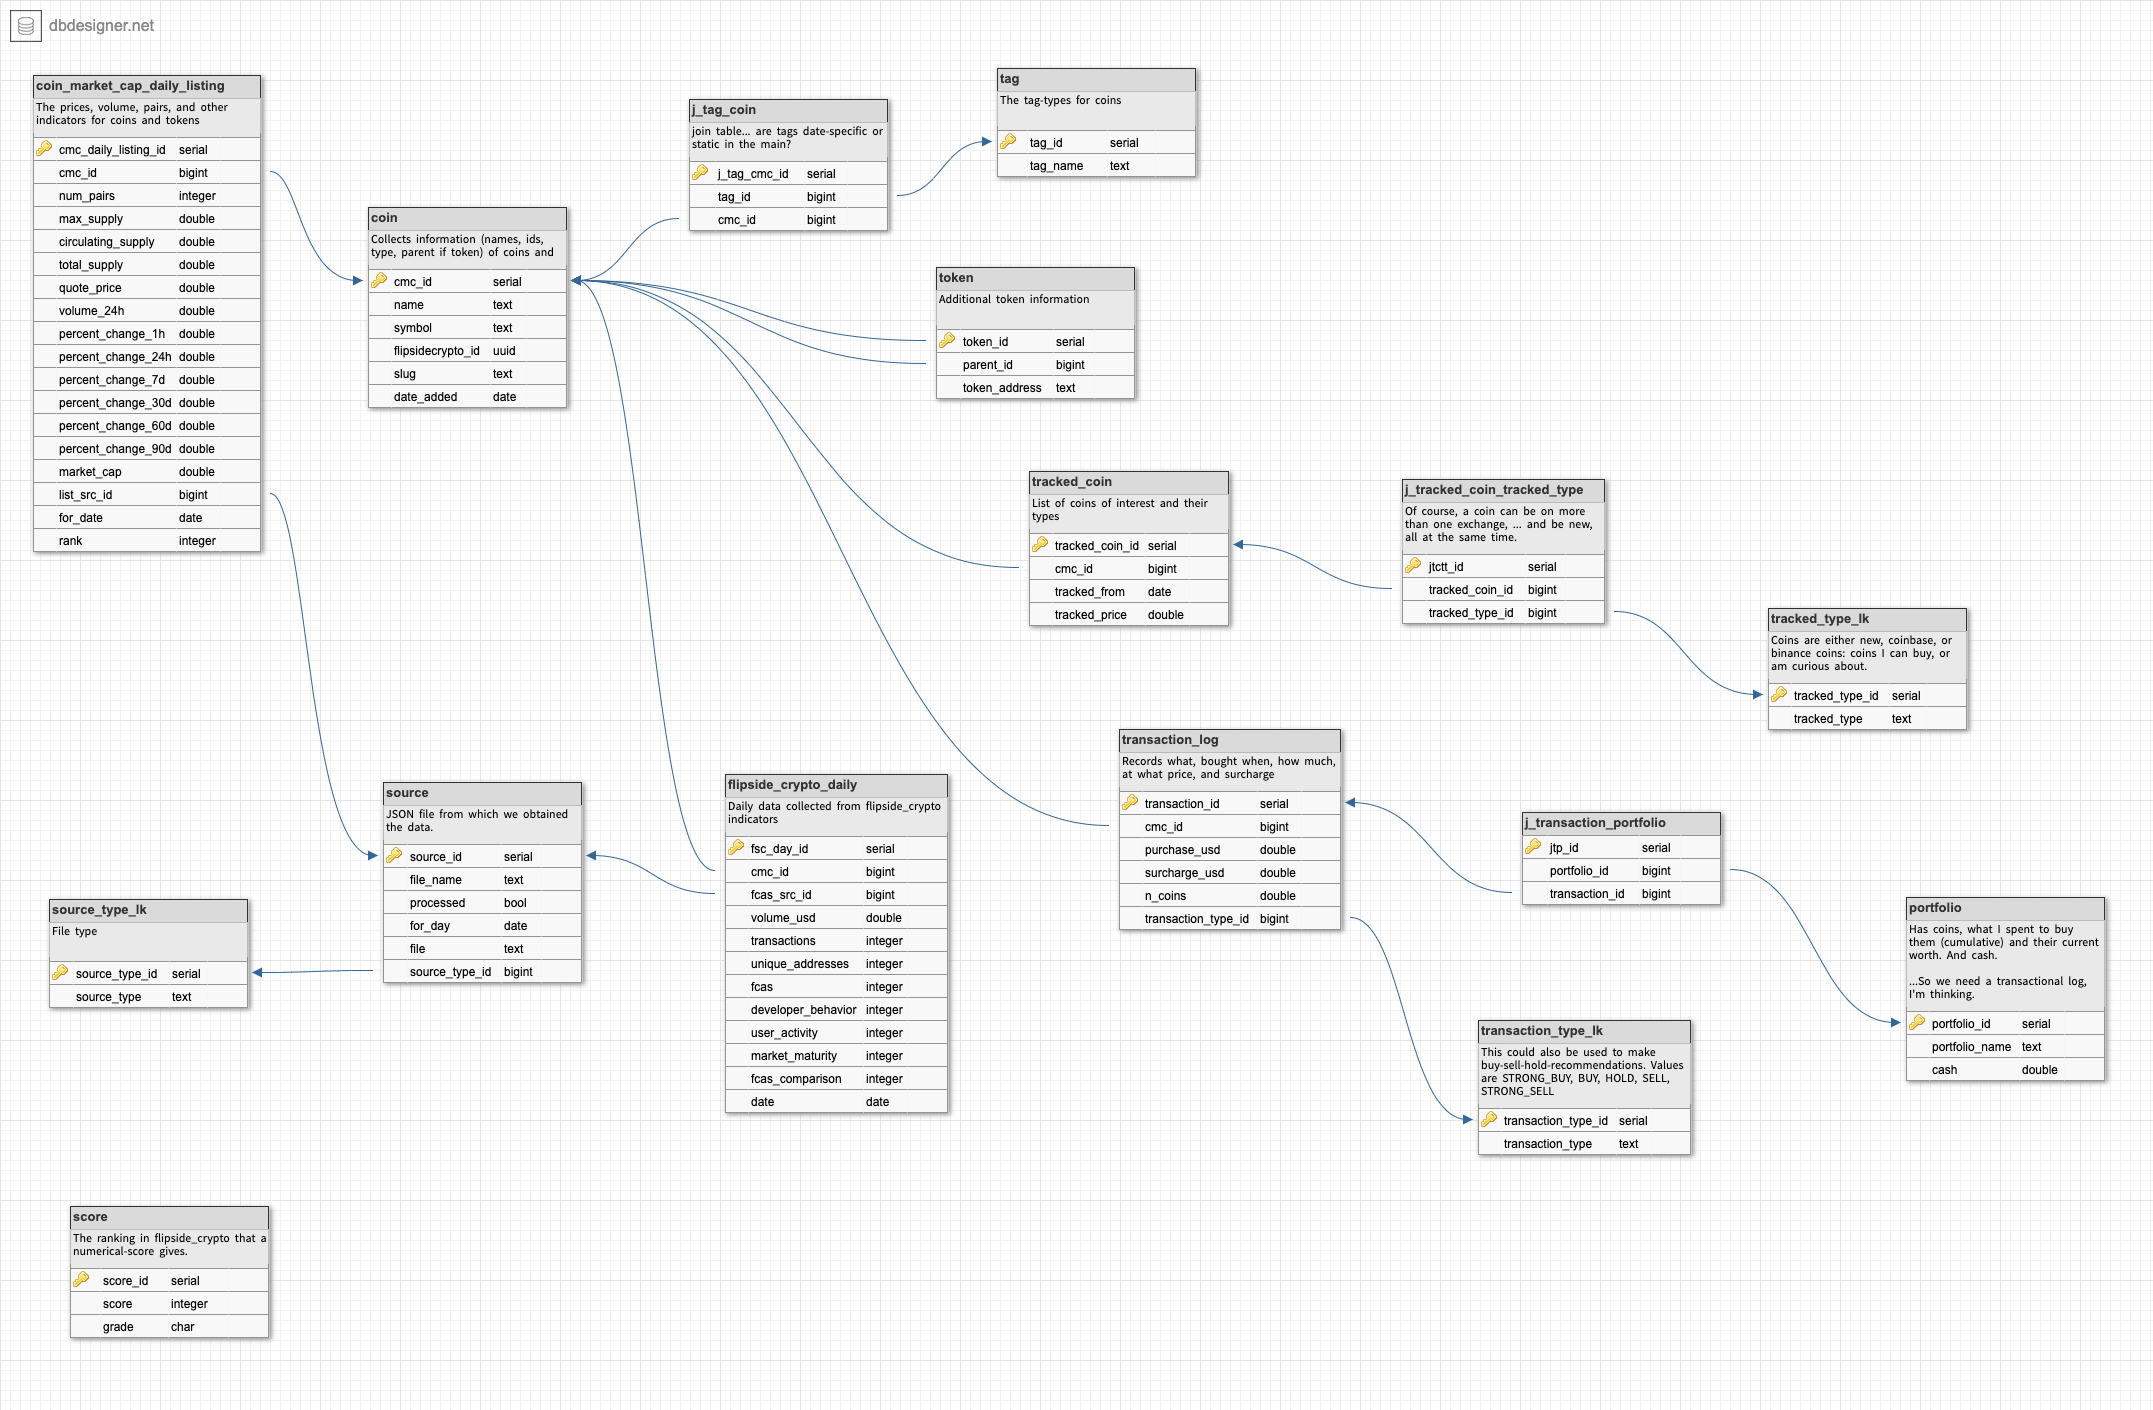 dbdesigner.net
coin_market_cap_daily_listing
The prices, volume, pairs, and other
indicators for coins and tokens
cmc_daily_listing_id serial
cmc_id bigint
num_pairs integer
max_supply double
circulating_supply double
total_supply double
quote_price double
volume_24h double
percent_change_1h double
percent_change_24h double
percent_change_7d double
percent_change_30d double
percent_change_60d double
percent_change_90d double
market_cap double
list_src_id bigint
for_date date
rank integer
coin
Collects information (names, ids,
type, parent if token) of coins and
cmc_id serial
name text
symbol text
flipsidecrypto_id uuid
slug text
date_added date
j_tag_coin
join table... are tags date-specific or
static in the main?
j_tag_cmc_id serial
tag_id bigint
cmc_id bigint
tag
The tag-types for coins
tag_id serial
tag_name text
token
Additional token information
token_id serial
parent_id bigint
token_address text
tracked_coin
List of coins of interest and their
types
tracked_coin_id serial
cmc_id bigint
tracked_from date
tracked_price double
j_tracked_coin_tracked_type
Of course, a coin can be on more
than one exchange, ... and be new,
all at the same time.
jtctt_id serial
tracked_coin_id bigint
tracked_type_id bigint
tracked_type_lk
Coins are either new, coinbase, or
binance coins: coins I can buy, or
am curious about.
tracked_type_id serial
tracked_type text
transaction_log
Records what, bought when, how much,
at what price, and surcharge
transaction_id serial
cmc_id bigint
purchase_usd double
surcharge_usd double
n_coins double
transaction_type_id bigint
j_transaction_portfolio
jtp_id serial
portfolio_id bigint
transaction_id bigint
portfolio
Has coins, what I spent to buy
them (cumulative) and their current
worth. And cash.
...So we need a transactional log,
I'm thinking.
portfolio_id serial
portfolio_name text
cash double
transaction_type_lk
This could also be used to make
buy-sell-hold-recommendations. Values
are STRONG_BUY, BUY, HOLD, SELL,
STRONG_SELL
transaction_type_id serial
transaction_type text
source
JSON file from which we obtained
the data.
source_id serial
file_name text
processed bool
for_day date
file text
source_type_id bigint
flipside_crypto_daily
Daily data collected from flipside_crypto
indicators
fsc_day_id serial
cmc_id bigint
fcas_src_id bigint
volume_usd double
transactions integer
unique_addresses integer
fcas integer
developer_behavior integer
user_activity integer
market_maturity integer
fcas_comparison integer
date date
source_type_lk
File type
source_type_id serial
source_type text
score
The ranking in flipside_crypto that a
numerical-score gives.
score_id serial
score integer
grade char